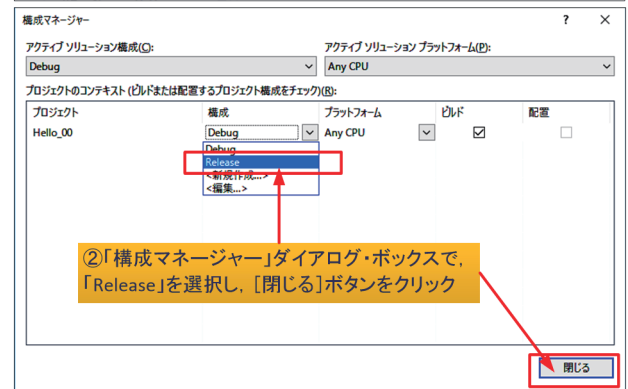 構成マネージャー ? ×
アクティブ ソリューション構成(C): アクティブ ソリューション プラットフォーム(P):
Debug Any CPU
プロジェクトのコンテキスト (ビルドまたは配置するプロジェクト構成をチェック)(R):
プロジェクト 構成 プラットフォーム ビルド 配置
Hello_00 Debug Any CPU
Debug
Release
<新規作成...>
<編集...>
②「構成マネージャー」ダイアログ・ボックスで,
「Release」を選択し,[閉じる]ボタンをクリック
閉じる